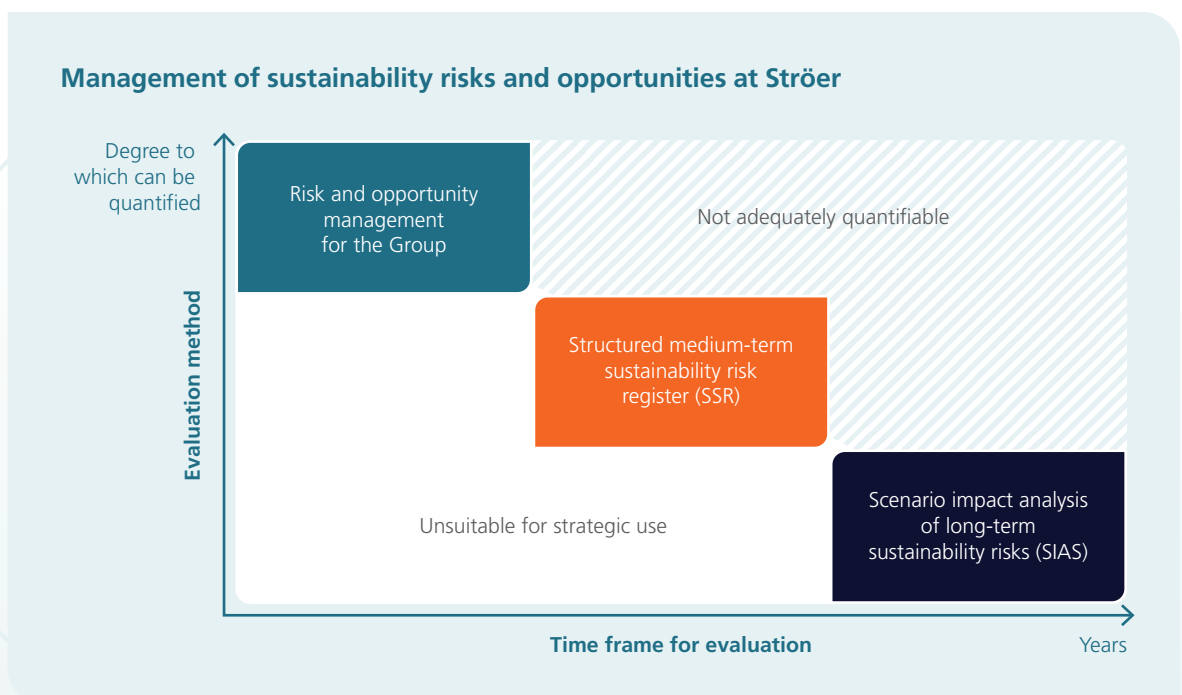 Management of sustainability risks and opportunities at Ströer
Degree to
which can be
quantified
Evaluation method
Risk and opportunity
management
for the Group
Not adequately quantifiable
Structured medium-term
sustainability risk
register (SSR)
Unsuitable for strategic use
Scenario impact analysis
of long-term
sustainability risks (SIAS)
Time frame for evaluation
Years